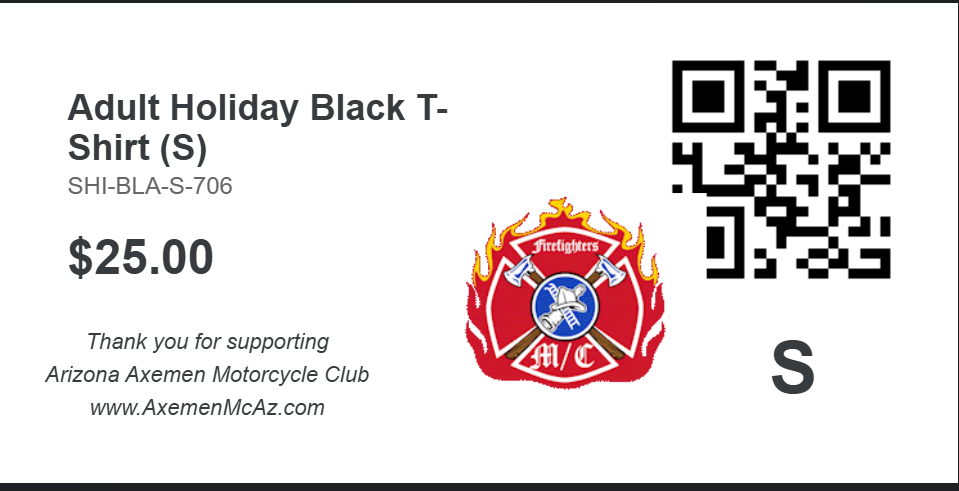 Adult Holiday Black T-
Shirt (S)
SHI-BLA-S-706
$25.00
Thank you for supporting
Arizona Axemen Motorcycle Club
www.AxemenMcAz.com
Firefighters
M/C
S